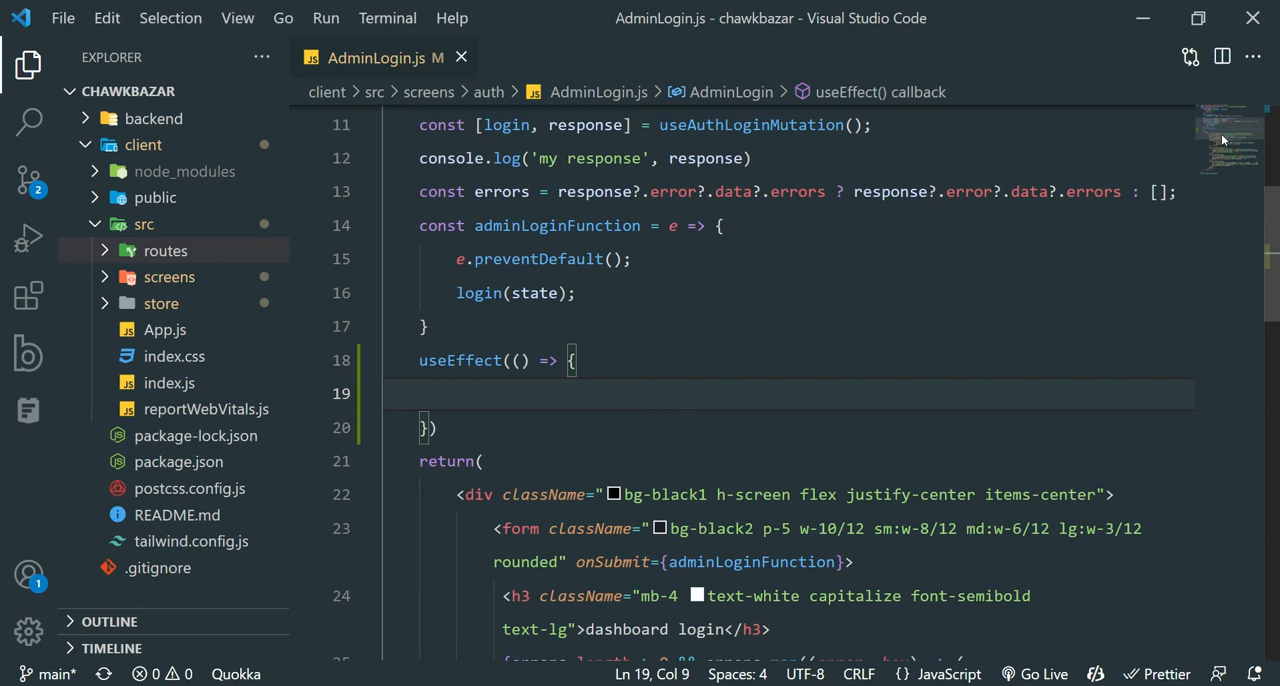 File Edit Selection View Go Run Terminal Help AdminLogin.js - chawkbazar - Visual Studio Code
EXPLORER ···
JS AdminLogin.js M
client > src > screens > auth > JS AdminLogin.js > AdminLogin > useEffect() callback
CHAWKBAZAR
backend
client
node_modules
public
src
routes
screens
store
JS App.js
index.css
JS index.js
JS reportWebVitals.js
package-lock.json
package.json
postcss.config.js
README.md
tailwind.config.js
.gitignore
OUTLINE
TIMELINE
2
1
11 const [login, response] = useAuthLoginMutation();
12 console.log('my response', response)
13 const errors = response?.error?.data?.errors ? response?.error?.data?.errors : [];
14 const adminLoginFunction = e => {
15 e.preventDefault();
16 login(state);
17 }
18 useEffect(() => {
19
20 })
21 return(
22 <div className="bg-black1 h-screen flex justify-center items-center">
23 <form className="bg-black2 p-5 w-10/12 sm:w-8/12 md:w-6/12 lg:w-3/12
rounded" onSubmit={adminLoginFunction}>
24 <h3 className="mb-4 text-white capitalize font-semibold
text-lg">dashboard login</h3>
main* 0 0 Quokka Ln 19, Col 9 Spaces: 4 UTF-8 CRLF {} JavaScript Go Live Prettier